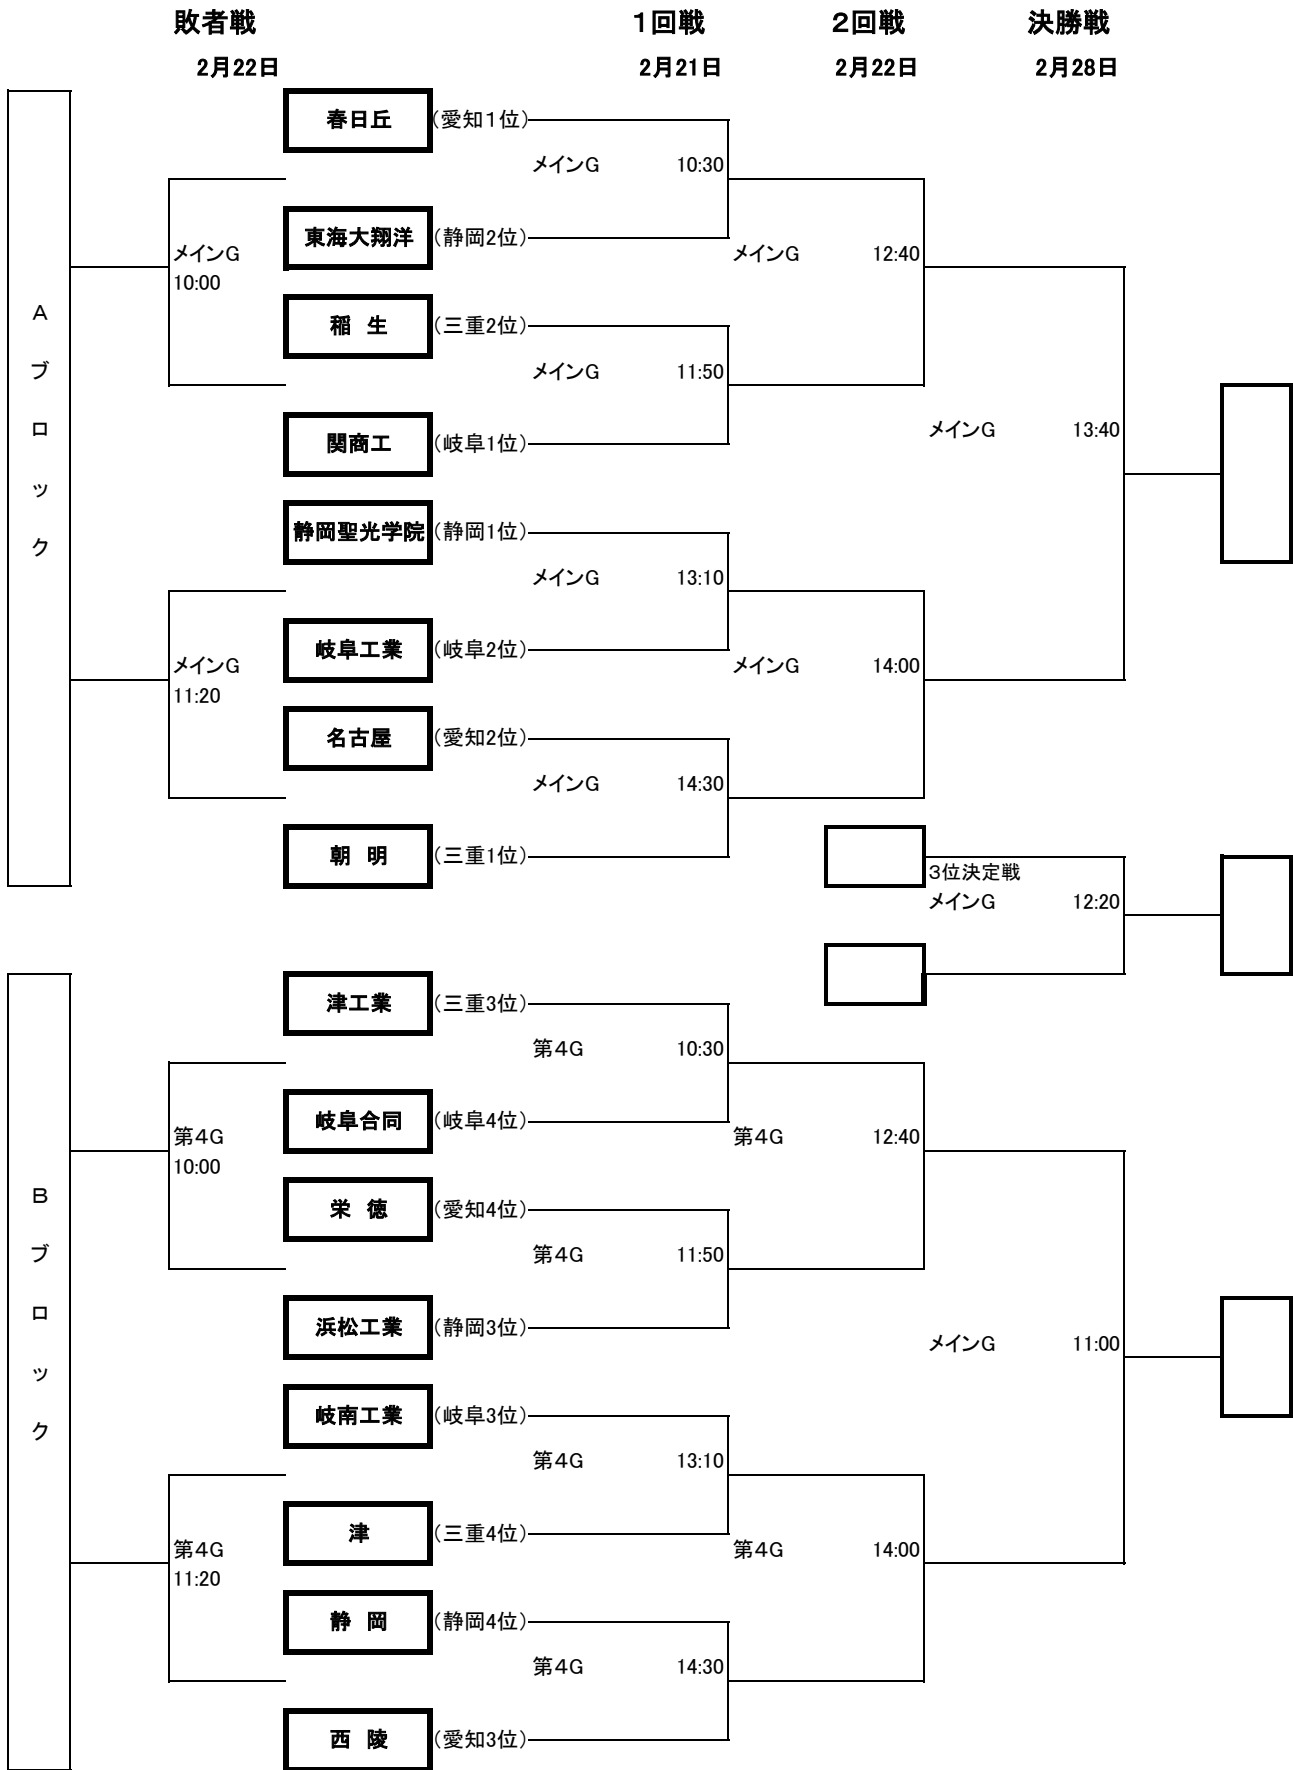 敗者戦 1回戦 2回戦 決勝戦
2月22日 2月21日 2月22日 2月28日
Aブロック
春日丘 (愛知1位)
メインG 10:30
東海大翔洋 (静岡2位)
メインG 10:00
メインG 12:40
稲 生 (三重2位)
メインG 11:50
関商工 (岐阜1位)
メインG 13:40
静岡聖光学院 (静岡1位)
メインG 13:10
岐阜工業 (岐阜2位)
メインG 11:20
メインG 14:00
名古屋 (愛知2位)
メインG 14:30
朝 明 (三重1位)
3位決定戦
メインG 12:20
Bブロック
津工業 (三重3位)
第4G 10:30
岐阜合同 (岐阜4位)
第4G 10:00
第4G 12:40
栄 徳 (愛知4位)
第4G 11:50
浜松工業 (静岡3位)
メインG 11:00
岐南工業 (岐阜3位)
第4G 13:10
津 (三重4位)
第4G 11:20
第4G 14:00
静 岡 (静岡4位)
第4G 14:30
西 陵 (愛知3位)